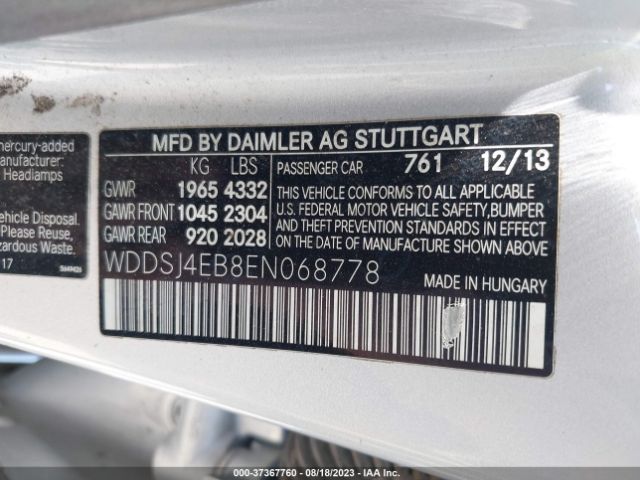 mercury-added
Manufacturer:
Headlamps
Vehicle Disposal.
Please Reuse,
azardous Waste.
17
MFD BY DAIMLER AG STUTTGART
KG LBS PASSENGER CAR 761 12/13
GVWR 1965 4332
GAWR FRONT 1045 2304
GAWR REAR 920 2028
THIS VEHICLE CONFORMS TO ALL APPLICABLE
U.S. FEDERAL MOTOR VEHICLE SAFETY,BUMPER
AND THEFT PREVENTION STANDARDS
IN EFFECT ON THE DATE OF
MANUFACTURE SHOWN ABOVE.
WDDSJ4EB8EN068778
MADE IN HUNGARY
000-37367760 - 08/18/2023 - IAA Inc.